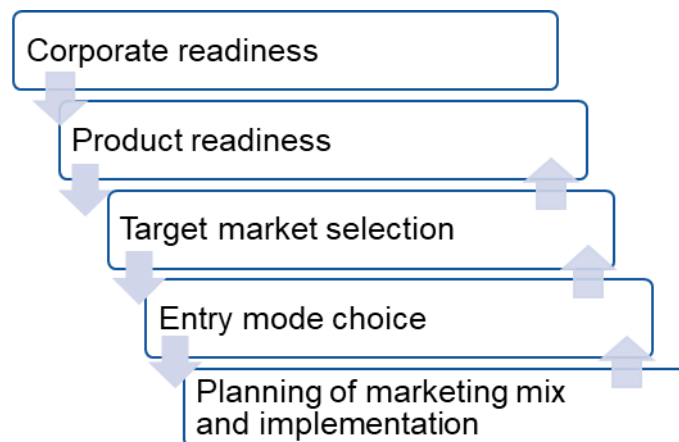 Corporate readiness
Product readiness
Target market selection
Entry mode choice
Planning of marketing mix
and implementation